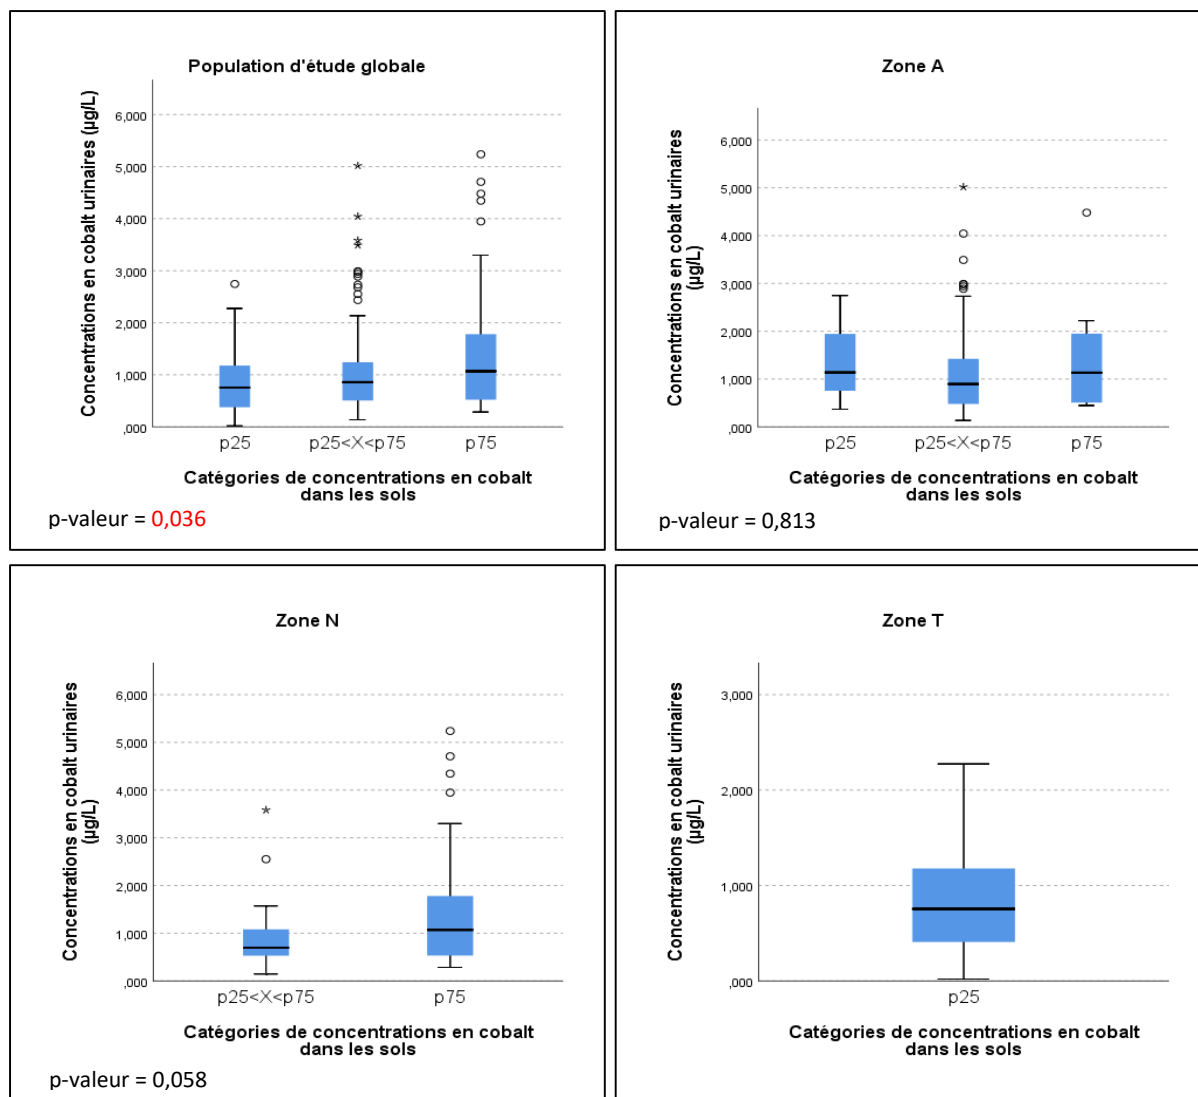 Population d'étude globale
Concentrations en cobalt urinaires (µg/L)
6,000
5,000
4,000
3,000
2,000
1,000
,000
p25
p25<X<p75
p75
Catégories de concentrations en cobalt
dans les sols
p-valeur = 0,036
Zone A
Concentrations en cobalt urinaires
(µg/L)
6,000
5,000
4,000
3,000
2,000
1,000
,000
p25
p25<X<p75
p75
Catégories de concentrations en cobalt
dans les sols
p-valeur = 0,813
Zone N
Concentrations en cobalt urinaires
(µg/L)
6,000
5,000
4,000
3,000
2,000
1,000
,000
p25<X<p75
p75
Catégories de concentrations en cobalt
dans les sols
p-valeur = 0,058
Zone T
Concentrations en cobalt urinaires
(µg/L)
3,000
2,000
1,000
,000
p25
Catégories de concentrations en cobalt
dans les sols